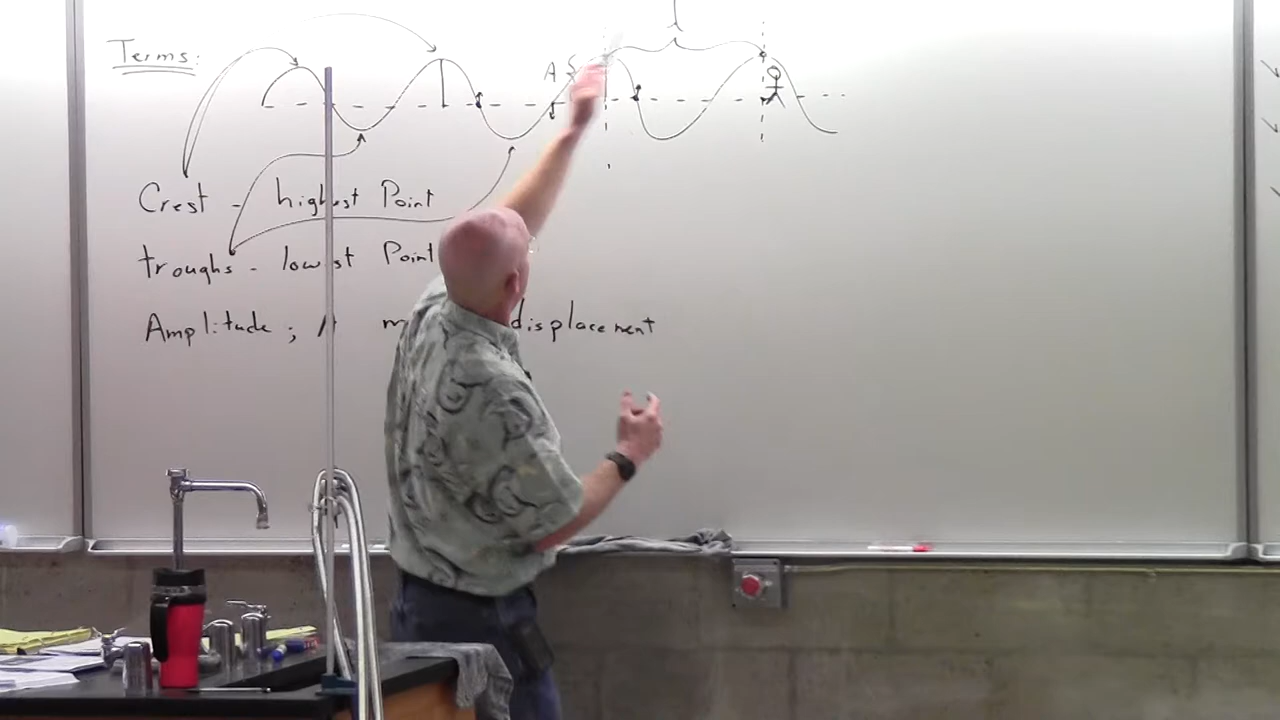 Terms:
A
λ
Crest - highest Point
troughs - lowest Point
Amplitude ; displacement